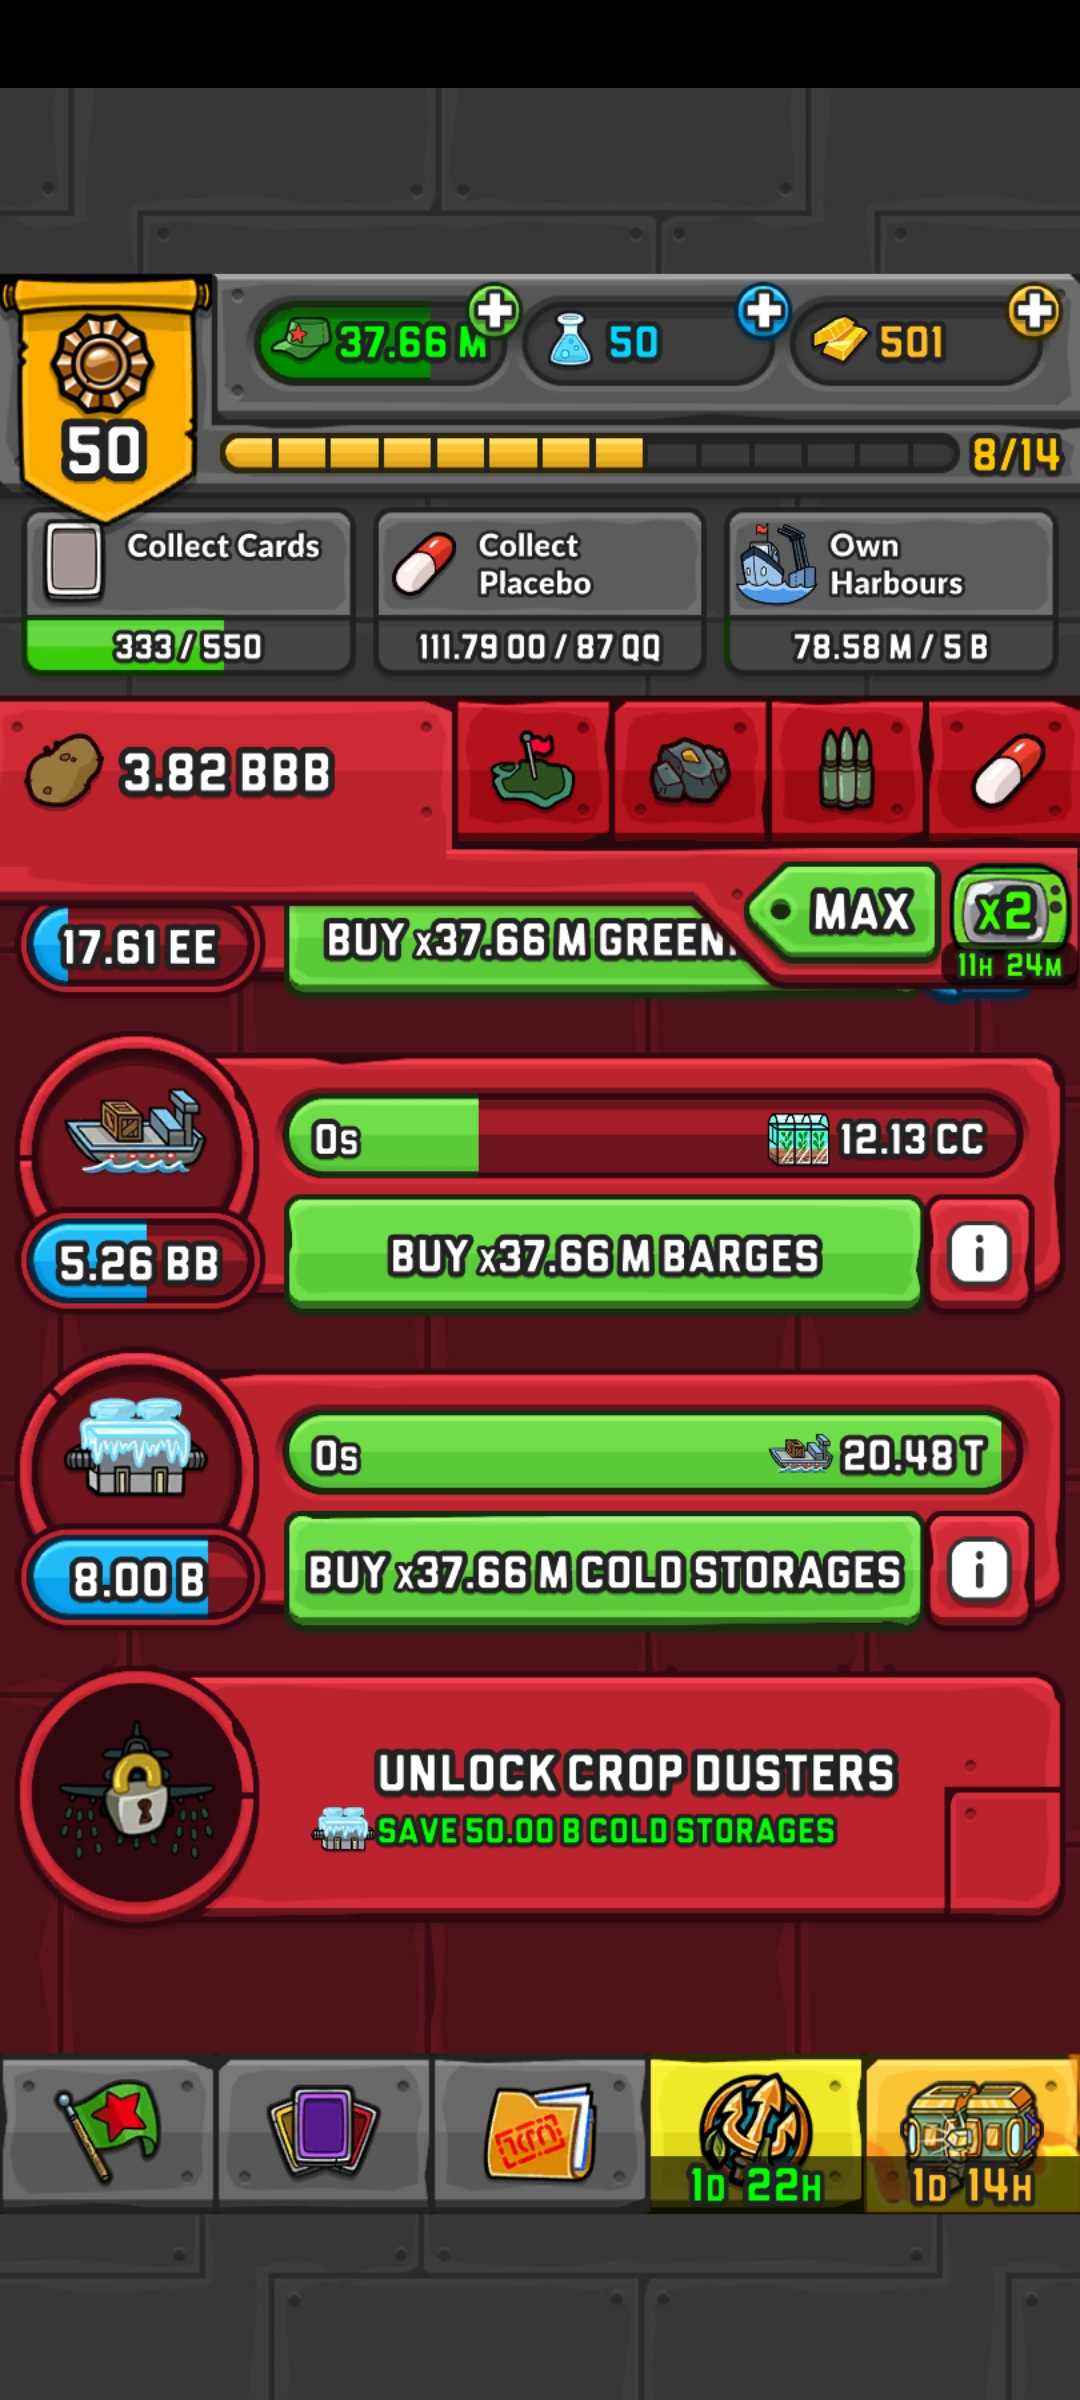 37.66 M
50
501
50
8/14
Collect Cards
333 / 550
Collect
Placebo
111.79 OO / 87 QQ
Own
Harbours
78.58 M / 5 B
3.82 BBB
MAX
x2
11H 24M
17.61 EE
BUY x37.66 M GREEN
0s
12.13 CC
5.26 BB
BUY x37.66 M BARGES
i
0s
20.48 T
8.00 B
BUY x37.66 M COLD STORAGES
i
UNLOCK CROP DUSTERS
SAVE 50.00 B COLD STORAGES
1D 22H
1D 14H